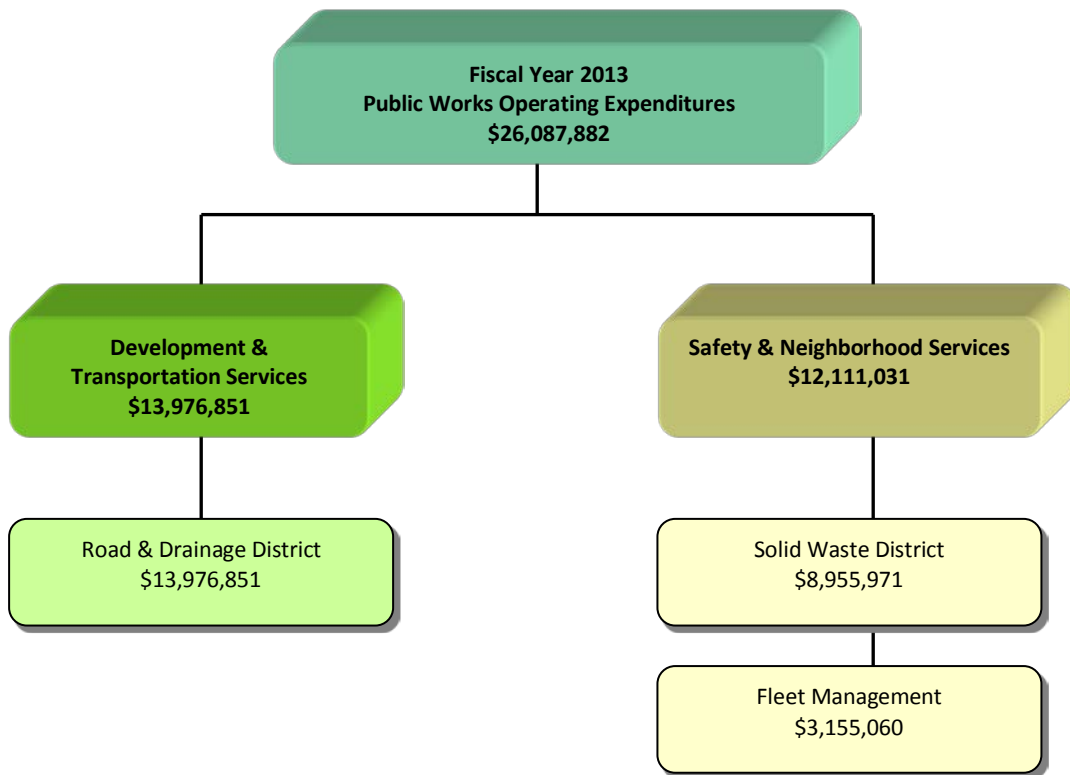 Fiscal Year 2013
Public Works Operating Expenditures
$26,087,882
Development &
Transportation Services
$13,976,851
Safety & Neighborhood Services
$12,111,031
Road & Drainage District
$13,976,851
Solid Waste District
$8,955,971
Fleet Management
$3,155,060